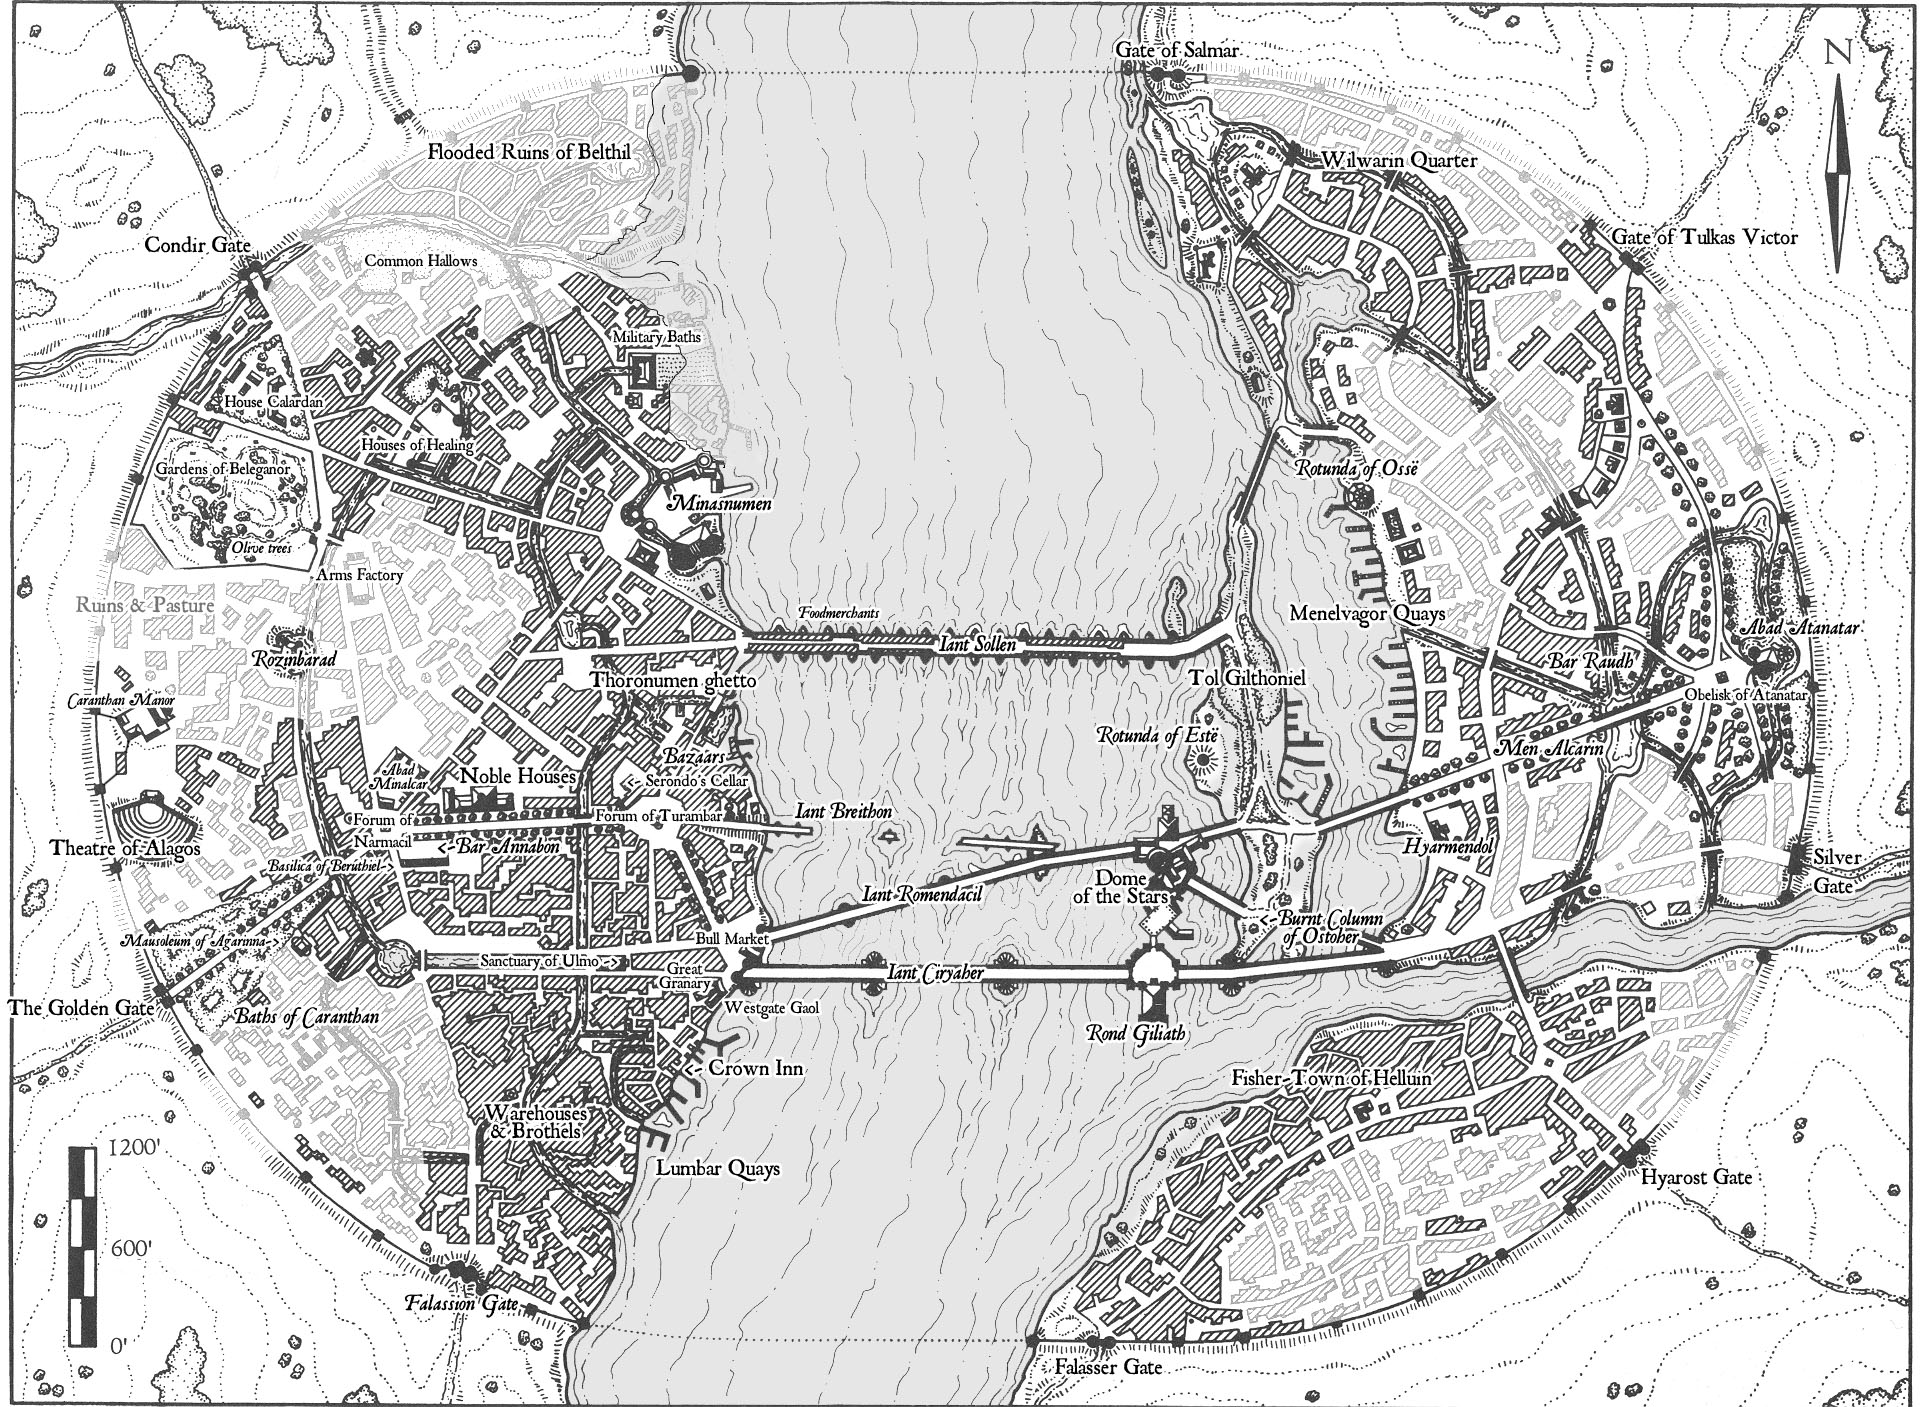 Gate of Salmar
N
Flooded Ruins of Belthil
Wilwarin Quarter
Condir Gate
Gate of Tulkas Victor
Common Hallows
Military Baths
House Calardan
Houses of Healing
Gardens of Beleganor
Rotunda of Ossë
Minasnumen
Olive trees
Arms Factory
Ruins & Pasture
Foodmerchants
Menelvagor Quays
Iant Sollen
Abad Atanatar
Rozinbarad
Bar Raudh
Thoronumen ghetto
Tol Gilthoniel
Obelisk of Atanatar
Caranthan Manor
Rotunda of Estë
Men Alcarin
Bazaars
Abad
Minalcar
Noble Houses
<- Serondo's Cellar
Iant Breithon
Forum of
Narmacil
Forum of Turambar
Theatre of Alagos
<-Bar Annabon
Hyarmendol
Silver
Gate
Basilica of Beruthiel->
Dome
of the Stars
Iant Romendacil
<-Burnt Column
of Ostoher
Mausoleum of Agarinna->
Bull Market
Sanctuary of Ulmo->
Great
Granary
Iant Ciryaher
The Golden Gate
Baths of Caranthan
Westgate Gaol
Rond Giliath
<- Crown Inn
Fisher-Town of Helluin
Warehouses
& Brothels
1200'
Lumbar Quays
Hyarost Gate
600'
Falassion Gate
0'
Falasser Gate